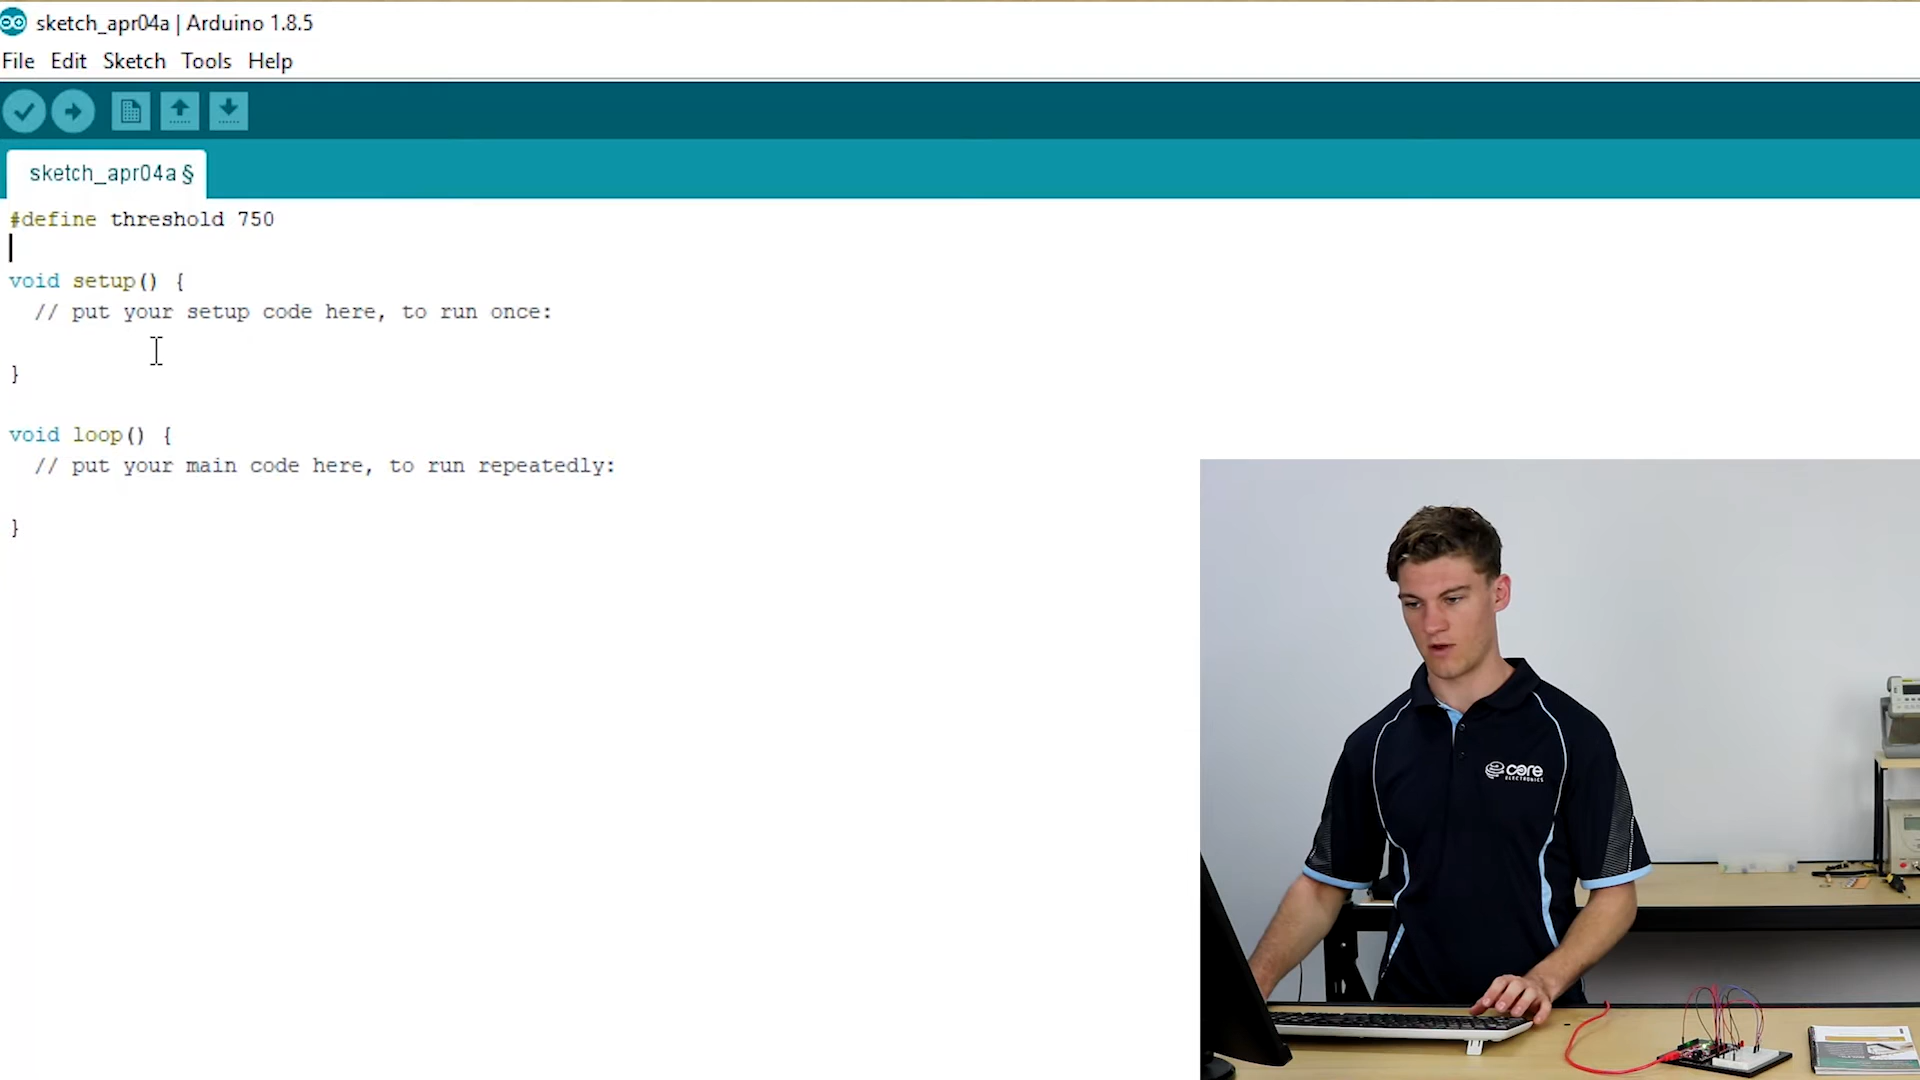 sketch_apr04a | Arduino 1.8.5
File Edit Sketch Tools Help
sketch_apr04a §
#define threshold 750
void setup() {
// put your setup code here, to run once:
}
void loop() {
// put your main code here, to run repeatedly:
}
core
ELECTRONICS